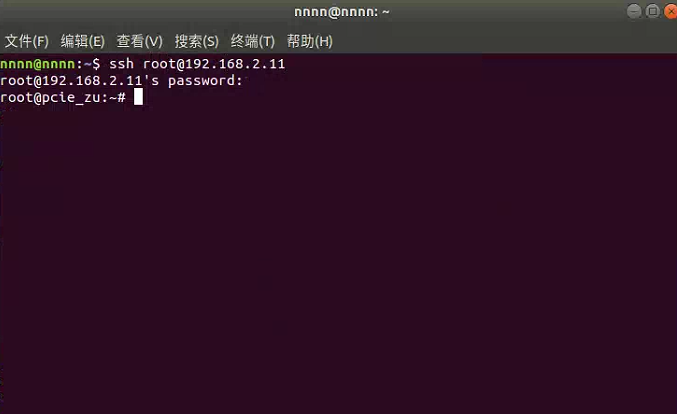 nnnn@nnnn: ~
文件(F) 编辑(E) 查看(V) 搜索(S) 终端(T) 帮助(H)
nnnn@nnnn:~$ ssh root@192.168.2.11
root@192.168.2.11's password:
root@pcie_zu:~#